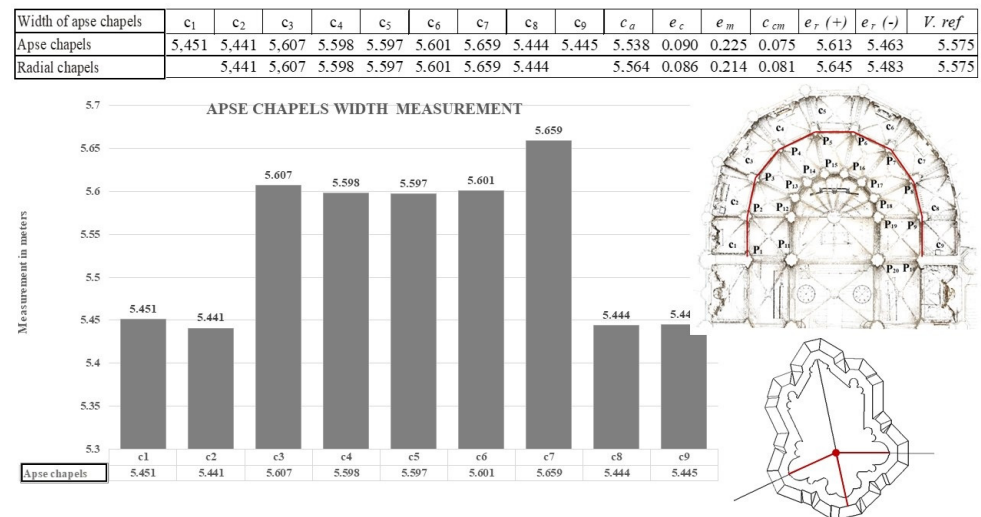 Width of apse chapels c1 c2 c3 c4 c5 c6 c7 c8 c9 c a e c e m c cm e r (+) e r (-) V. ref
Apse chapels 5,451 5,441 5,607 5.598 5.597 5.601 5.659 5.444 5.445 5.538 0.090 0.225 0.075 5.613 5.463 5.575
Radial chapels 5,441 5,607 5.598 5.597 5.601 5.659 5.444 5.564 0.086 0.214 0.081 5.645 5.483 5.575
APSE CHAPELS WIDTH MEASUREMENT
Measurement in meters
5.7
5.65
5.6
5.55
5.5
5.45
5.4
5.35
5.3
5.451
5.441
5.607
5.598
5.597
5.601
5.659
5.444
5.44
c1 c2 c3 c4 c5 c6 c7 c8 c9
Apse chapels 5.451 5.441 5.607 5.598 5.597 5.601 5.659 5.444 5.445
c5
c4 c6
P5 P6
P4 P7
c3 c7
P15 P16
P14
P3 P13 P17 P8
c2 P2 P12 P18 c8
P19 P9
c1 P1 P11 c9
P20 P10